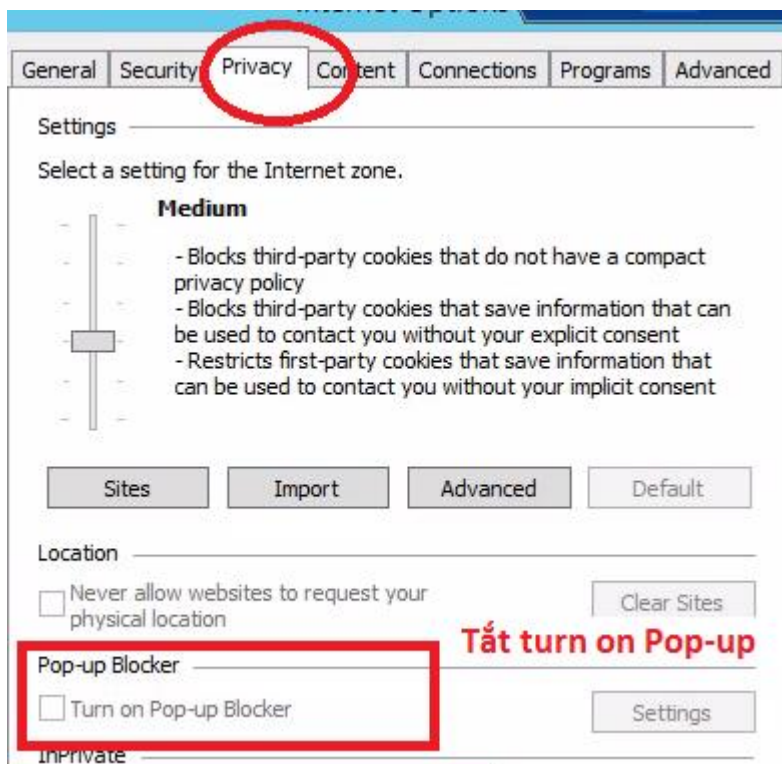 Internet Options
General Security Privacy Content Connections Programs Advanced
Settings
Select a setting for the Internet zone.
Medium
- Blocks third-party cookies that do not have a compact
privacy policy
- Blocks third-party cookies that save information that can
be used to contact you without your explicit consent
- Restricts first-party cookies that save information that
can be used to contact you without your implicit consent
Sites Import Advanced Default
Location
Never allow websites to request your
physical location
Clear Sites
Tắt turn on Pop-up
Pop-up Blocker
Turn on Pop-up Blocker
Settings
InPrivate